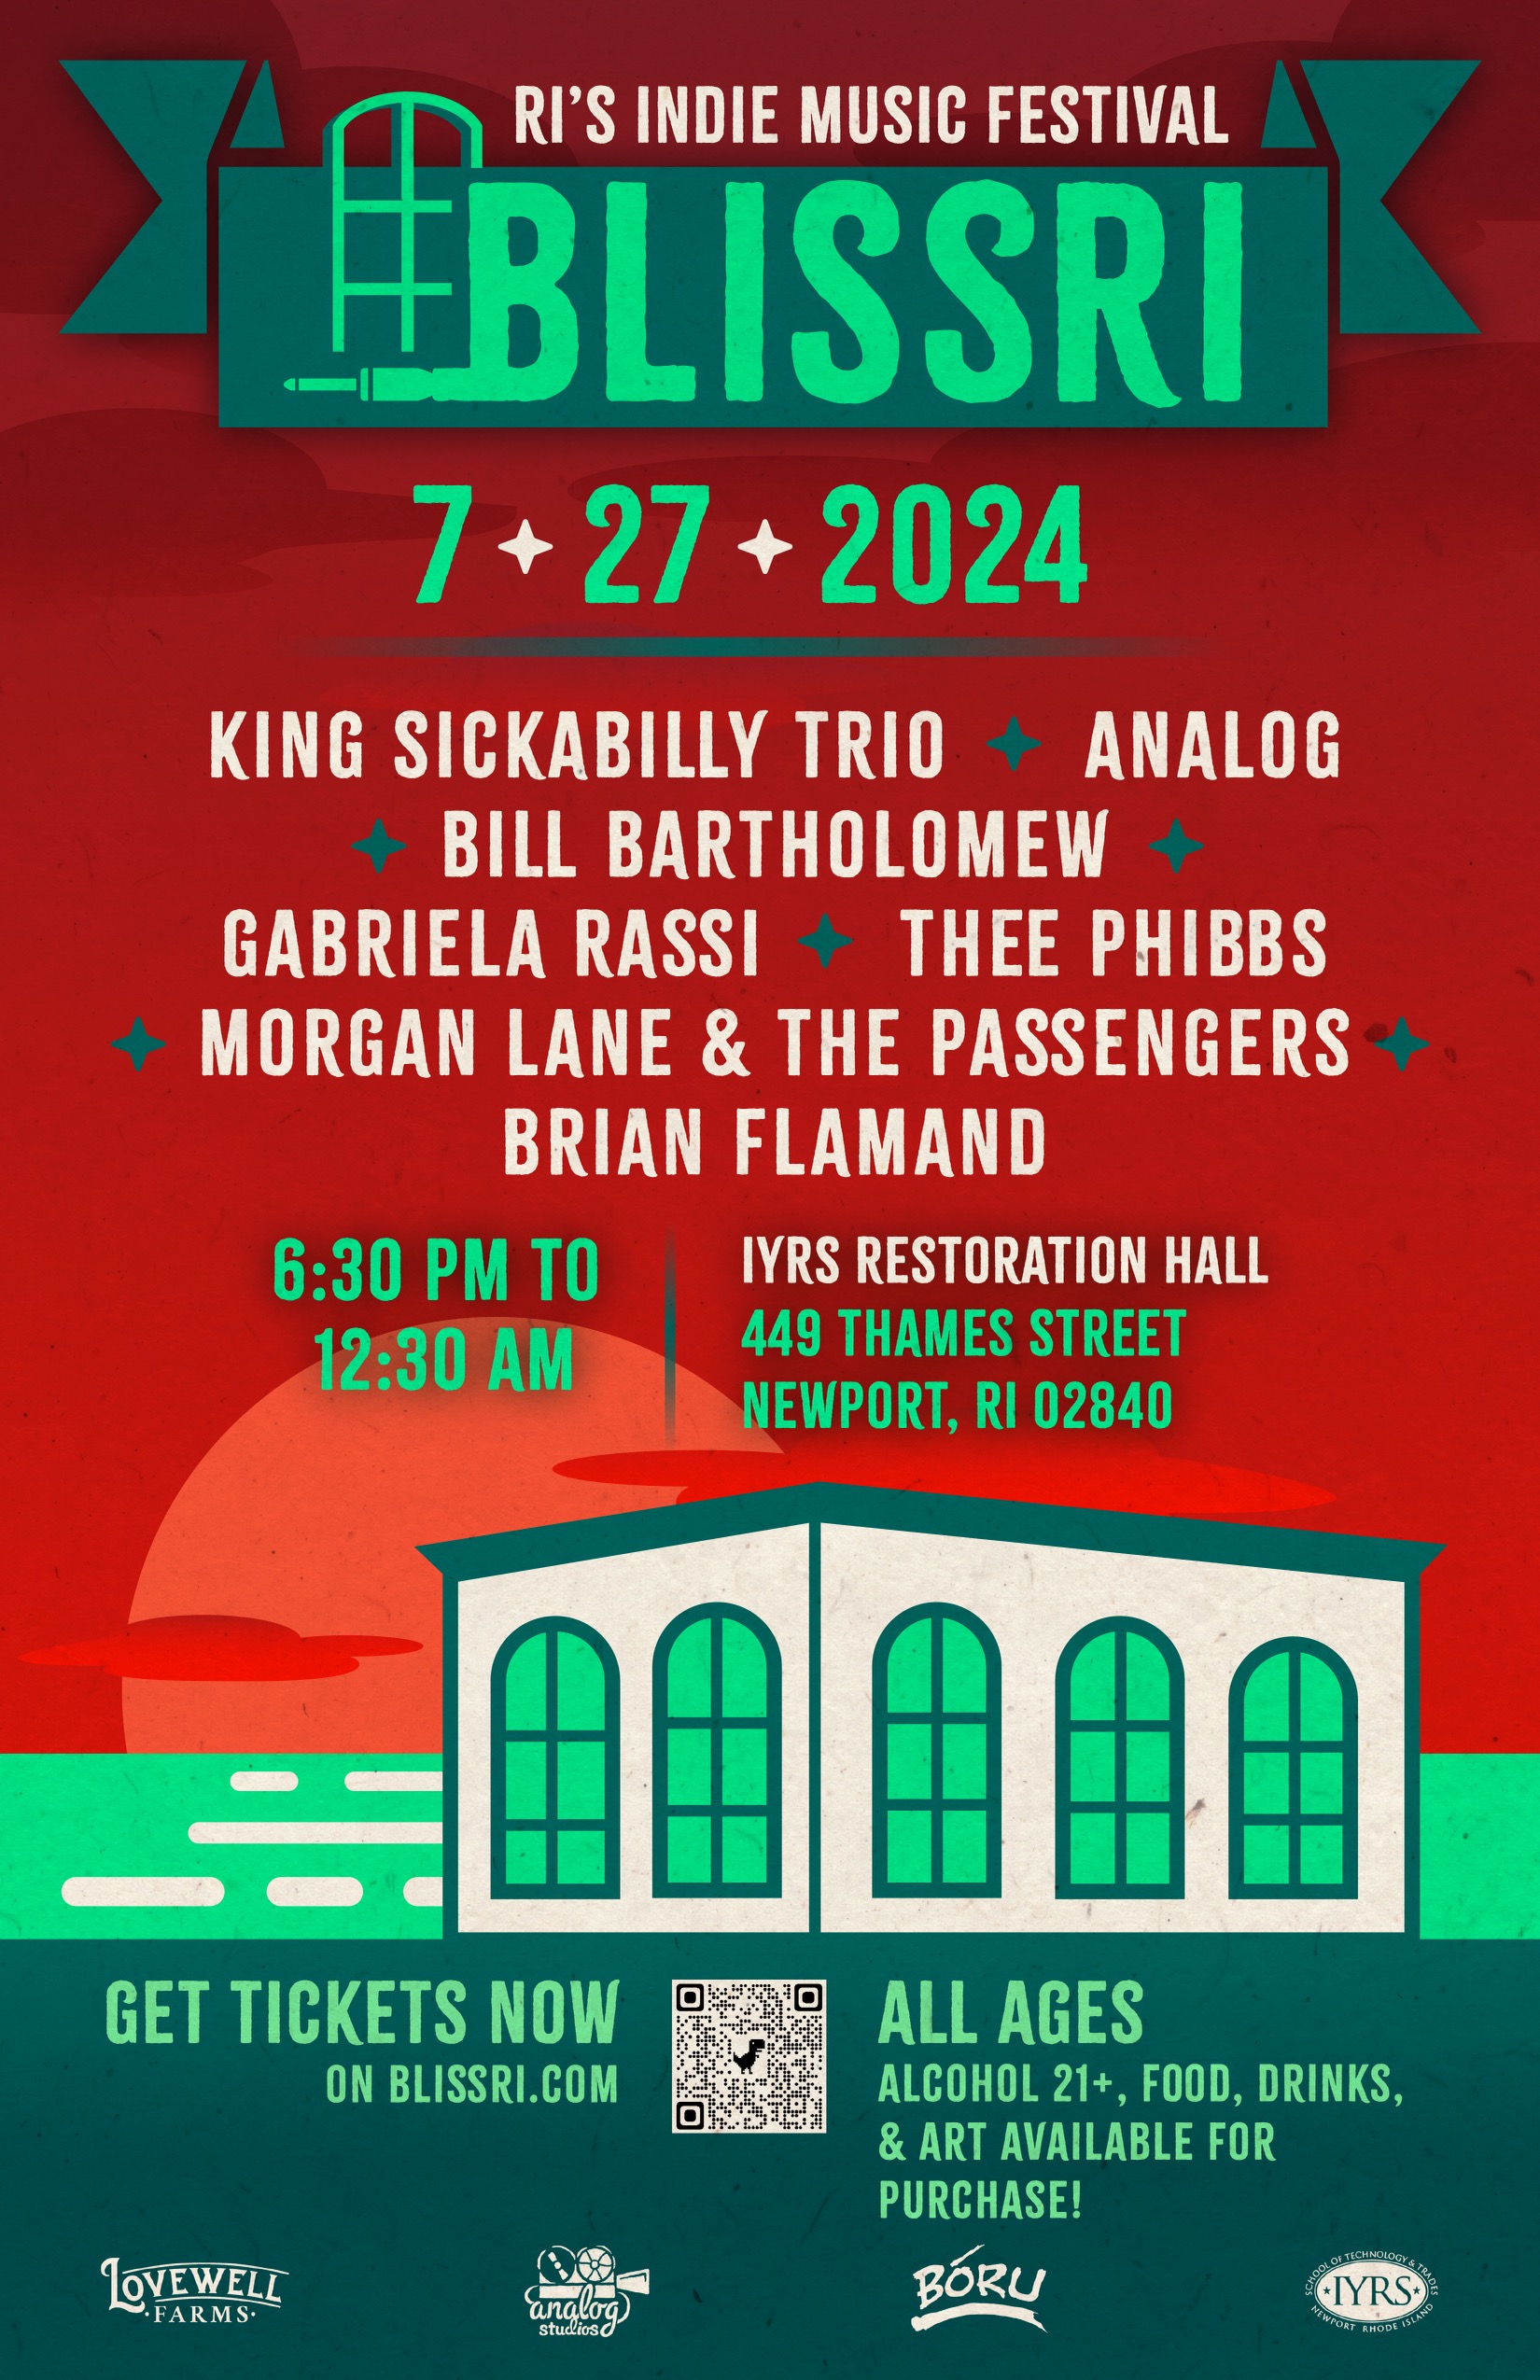 RI'S INDIE MUSIC FESTIVAL
BLISSRI
7 ✦ 27 ✦ 2024
KING SICKABILLY TRIO ✦ ANALOG
✦ BILL BARTHOLOMEW ✦
GABRIELA RASSI ✦ THEE PHIBBS
✦ MORGAN LANE & THE PASSENGERS ✦
BRIAN FLAMAND
6:30 PM TO
12:30 AM
IYRS RESTORATION HALL
449 THAMES STREET
NEWPORT, RI 02840
GET TICKETS NOW
ON BLISSRI.COM
ALL AGES
ALCOHOL 21+, FOOD, DRINKS,
& ART AVAILABLE FOR
PURCHASE!
LOVEWELL
·FARMS·
analog
studios
BÓRU
SCHOOL OF TECHNOLOGY & TRADES
IYRS
NEWPORT RHODE ISLAND